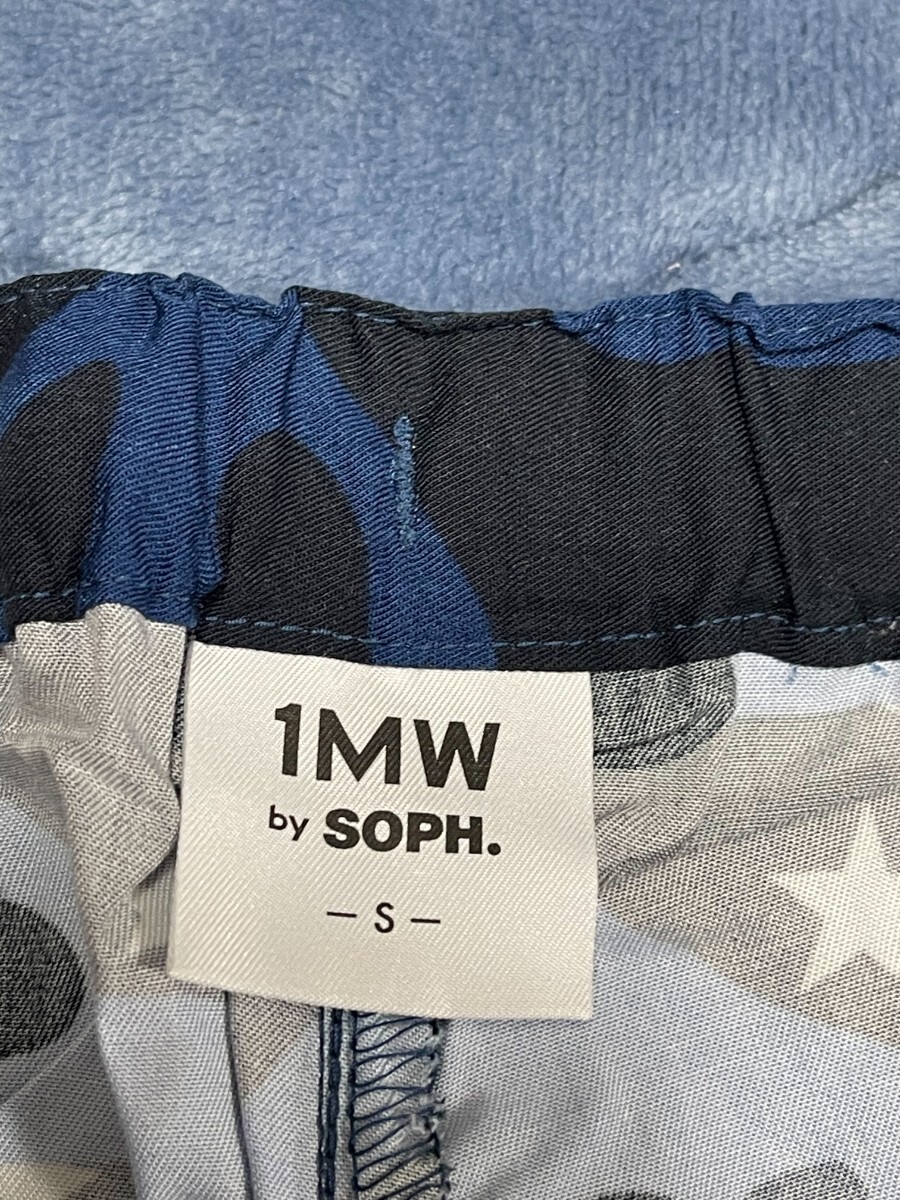 1MW
by SOPH.
– S –